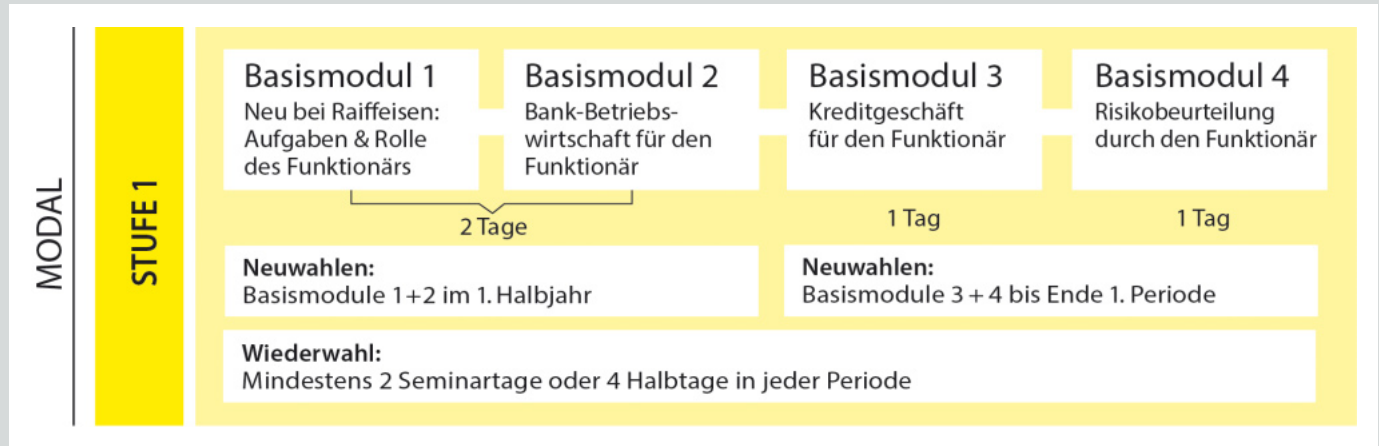 MODAL
STUFE 1
Basismodul 1
Neu bei Raiffeisen:
Aufgaben & Rolle
des Funktionärs
Basismodul 2
Bank-Betriebs-
wirtschaft für den
Funktionär
Basismodul 3
Kreditgeschäft
für den Funktionär
Basismodul 4
Risikobeurteilung
durch den Funktionär
2 Tage
1 Tag
1 Tag
Neuwahlen:
Basismodule 1+2 im 1. Halbjahr
Neuwahlen:
Basismodule 3 + 4 bis Ende 1. Periode
Wiederwahl:
Mindestens 2 Seminartage oder 4 Halbtage in jeder Periode